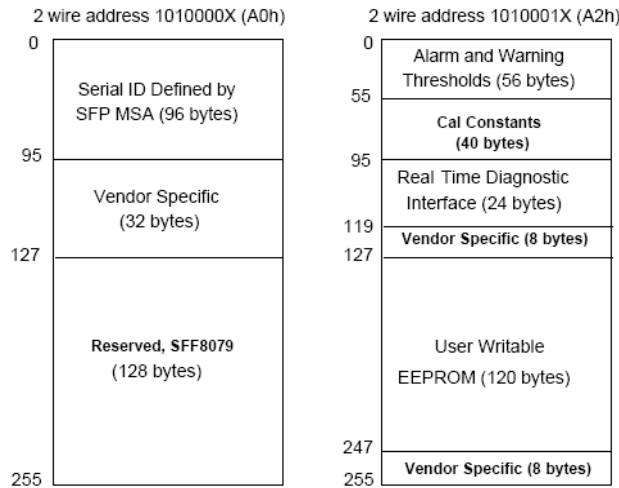 2 wire address 1010000X (A0h)
0
Serial ID Defined by
SFP MSA (96 bytes)
95
Vendor Specific
(32 bytes)
127
Reserved, SFF8079
(128 bytes)
255
2 wire address 1010001X (A2h)
0
Alarm and Warning
Thresholds (56 bytes)
55
Cal Constants
(40 bytes)
95
Real Time Diagnostic
Interface (24 bytes)
119
Vendor Specific (8 bytes)
127
User Writable
EEPROM (120 bytes)
247
Vendor Specific (8 bytes)
255